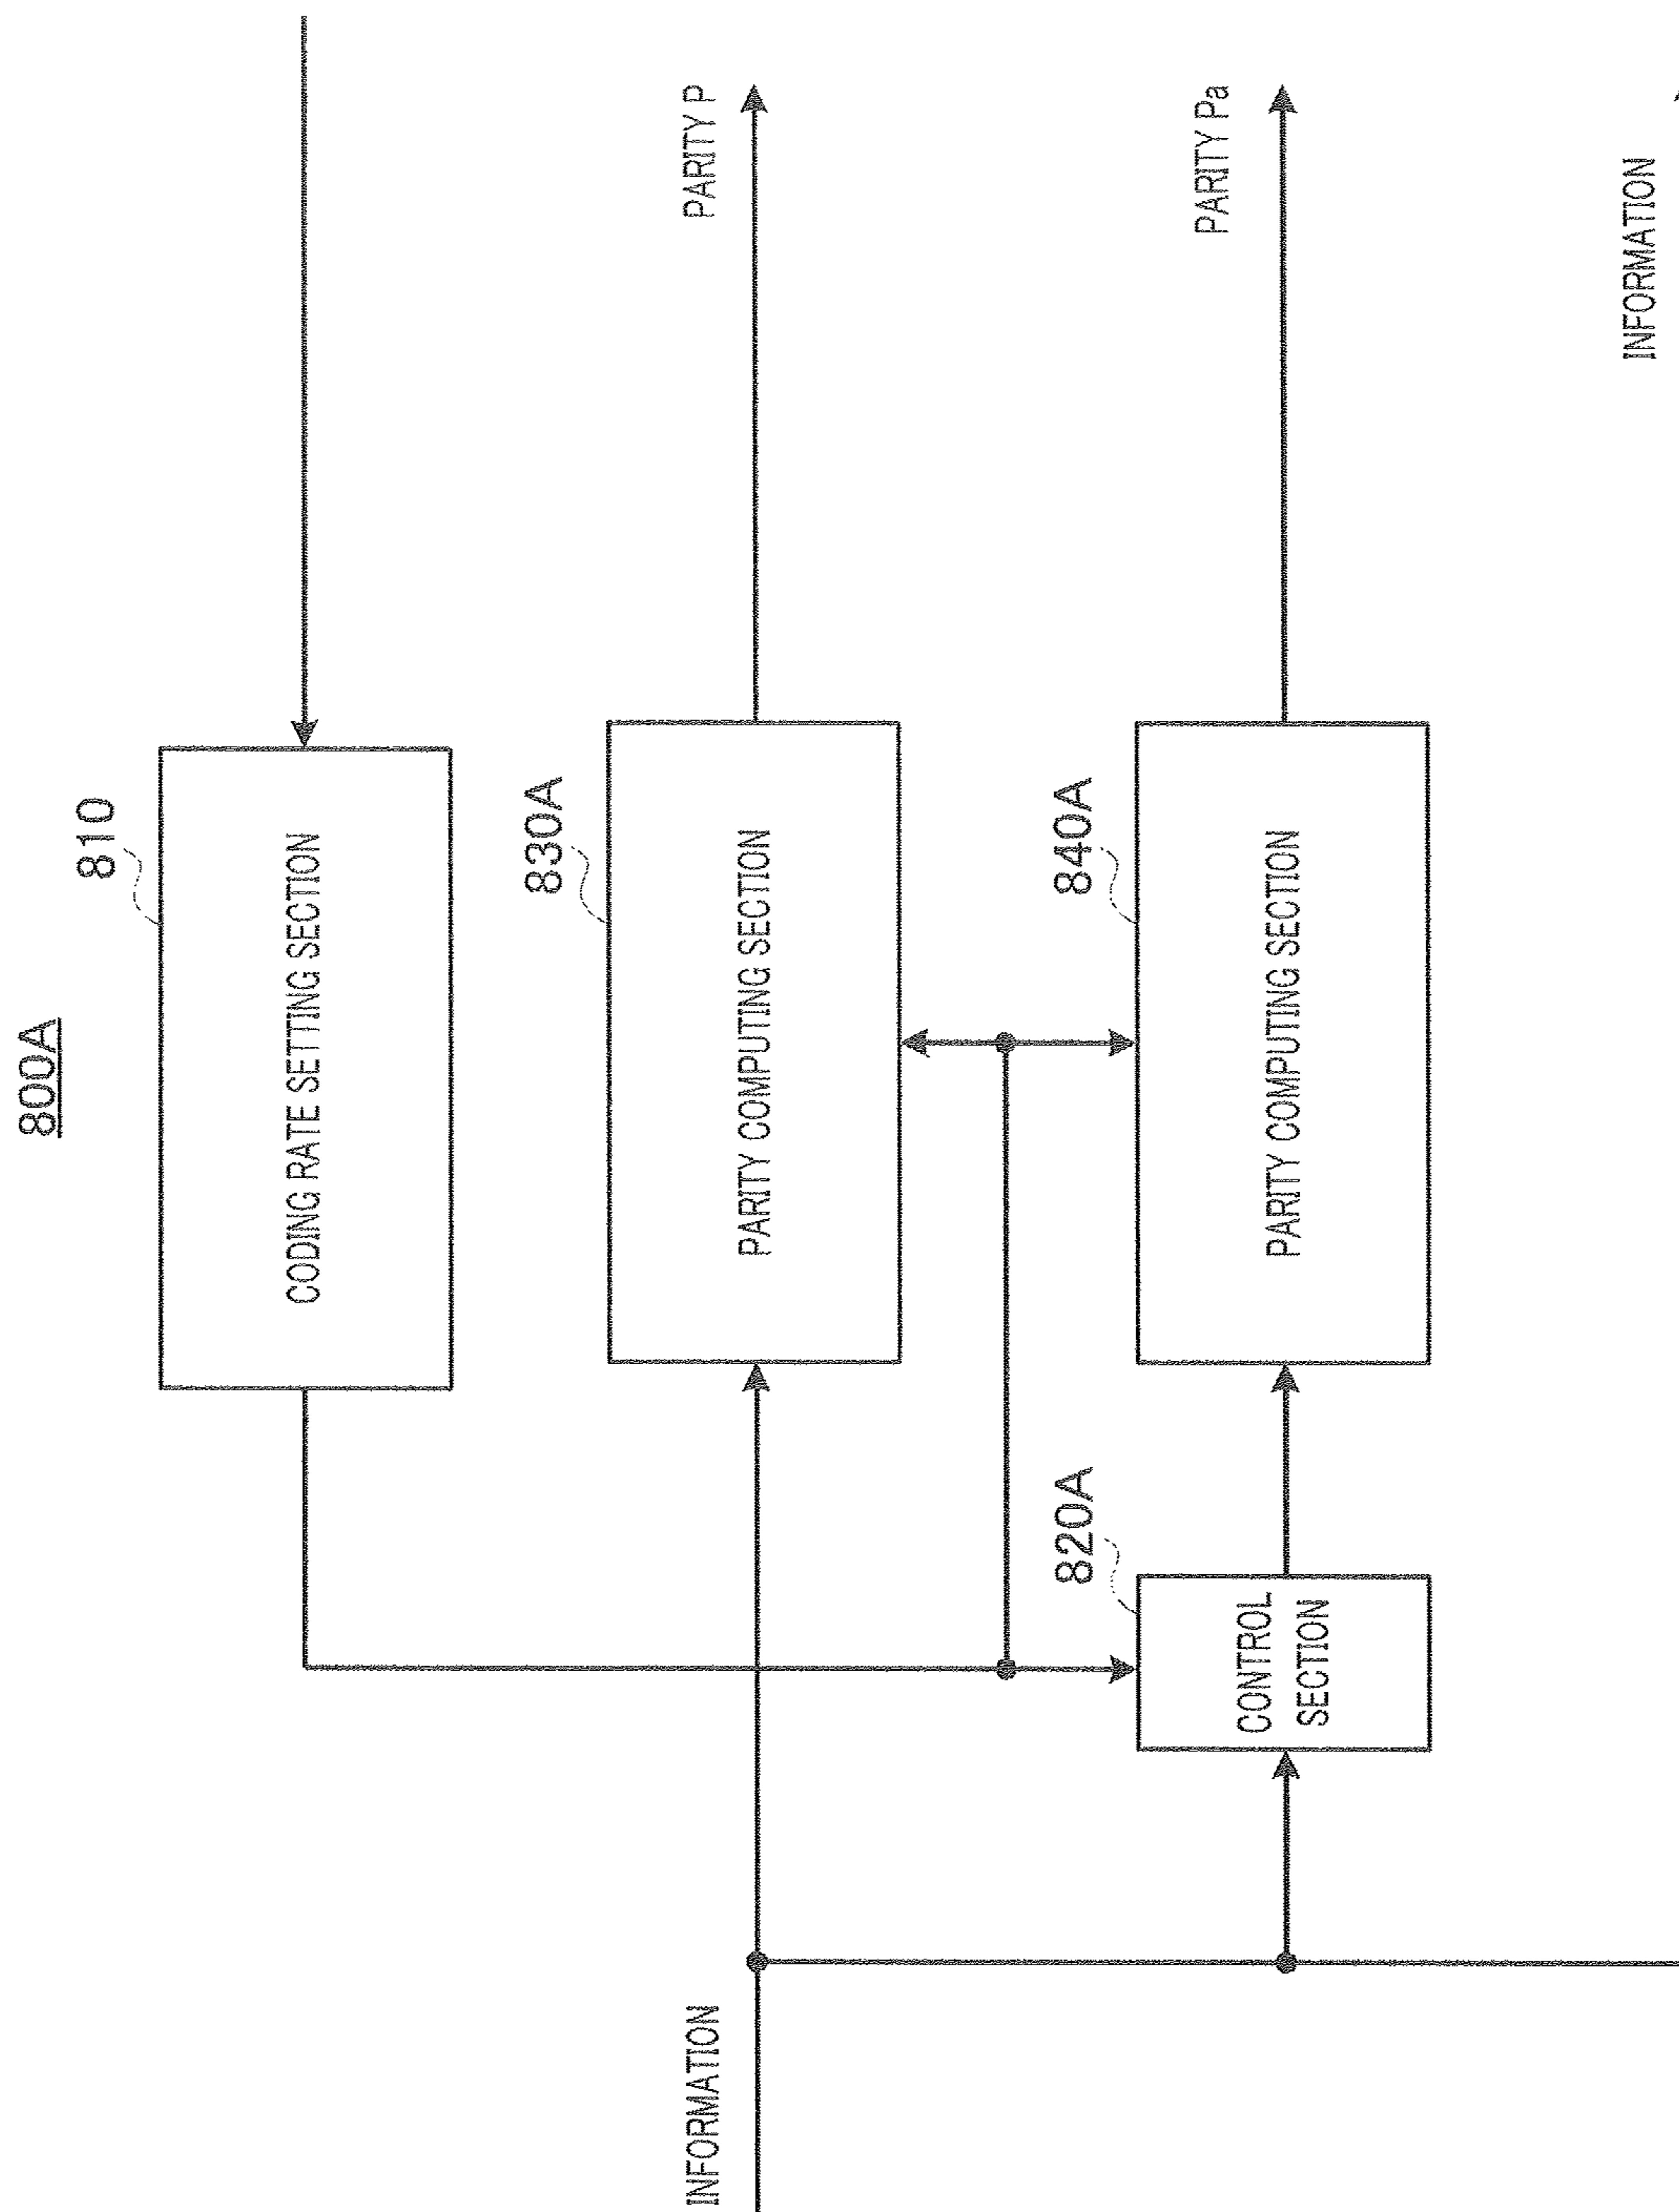 800A
810
CODING RATE SETTING SECTION
830A
PARITY COMPUTING SECTION
PARITY P
INFORMATION
820A
CONTROL
SECTION
840A
PARITY COMPUTING SECTION
PARITY Pa
INFORMATION